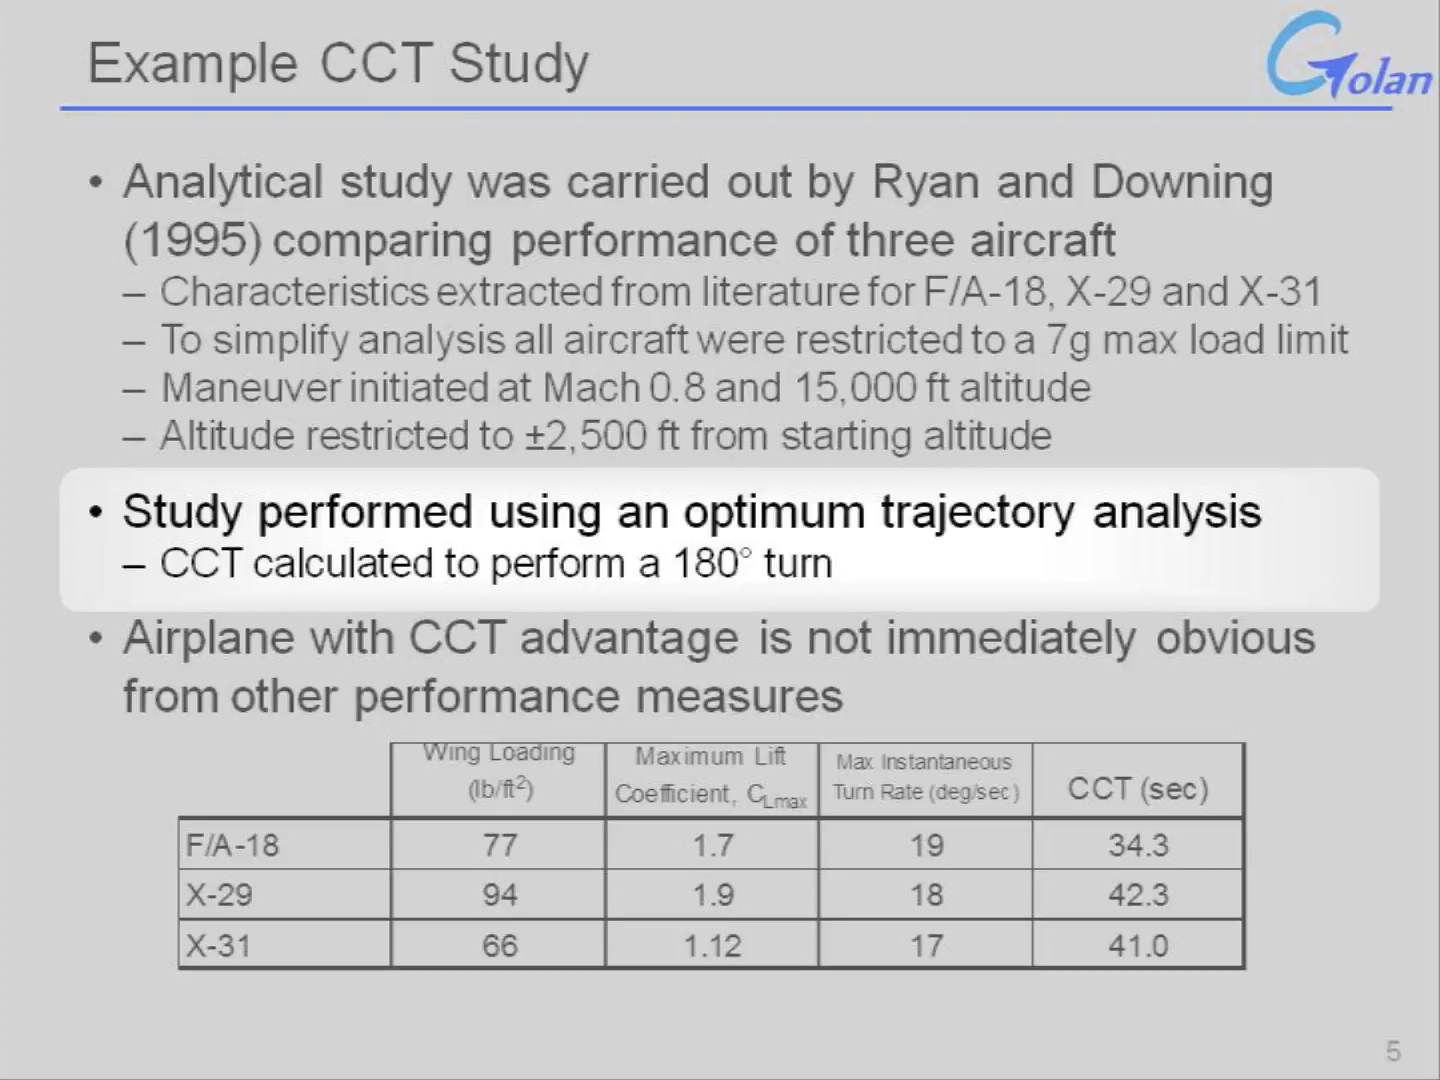 Example CCT Study
Golan
• Analytical study was carried out by Ryan and Downing
(1995) comparing performance of three aircraft
– Characteristics extracted from literature for F/A-18, X-29 and X-31
– To simplify analysis all aircraft were restricted to a 7g max load limit
– Maneuver initiated at Mach 0.8 and 15,000 ft altitude
– Altitude restricted to ±2,500 ft from starting altitude
• Study performed using an optimum trajectory analysis
– CCT calculated to perform a 180° turn
• Airplane with CCT advantage is not immediately obvious
from other performance measures
Wing Loading
(lb/ft²)
Maximum Lift
Coefficient, CLmax
Max Instantaneous
Turn Rate (deg/sec)
CCT (sec)
F/A-18 77 1.7 19 34.3
X-29 94 1.9 18 42.3
X-31 66 1.12 17 41.0
5